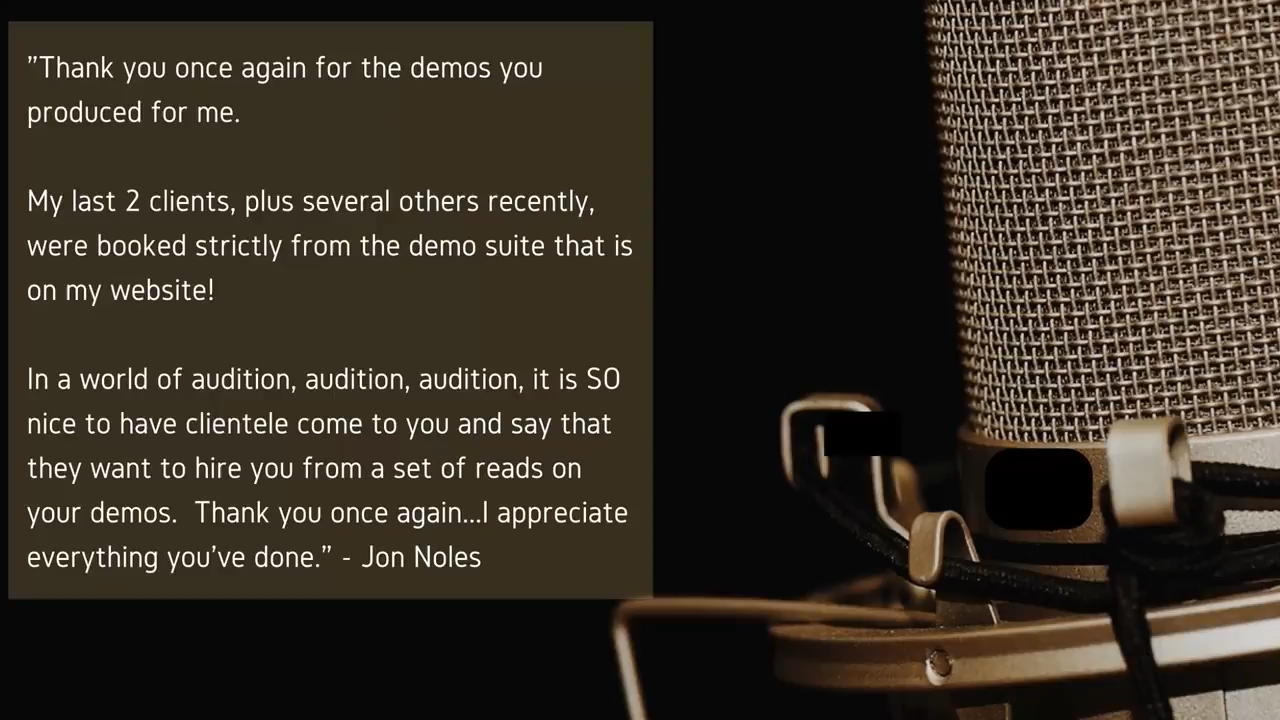 ”Thank you once again for the demos you
produced for me.
My last 2 clients, plus several others recently,
were booked strictly from the demo suite that is
on my website!
In a world of audition, audition, audition, it is SO
nice to have clientele come to you and say that
they want to hire you from a set of reads on
your demos.  Thank you once again...I appreciate
everything you’ve done.” - Jon Noles